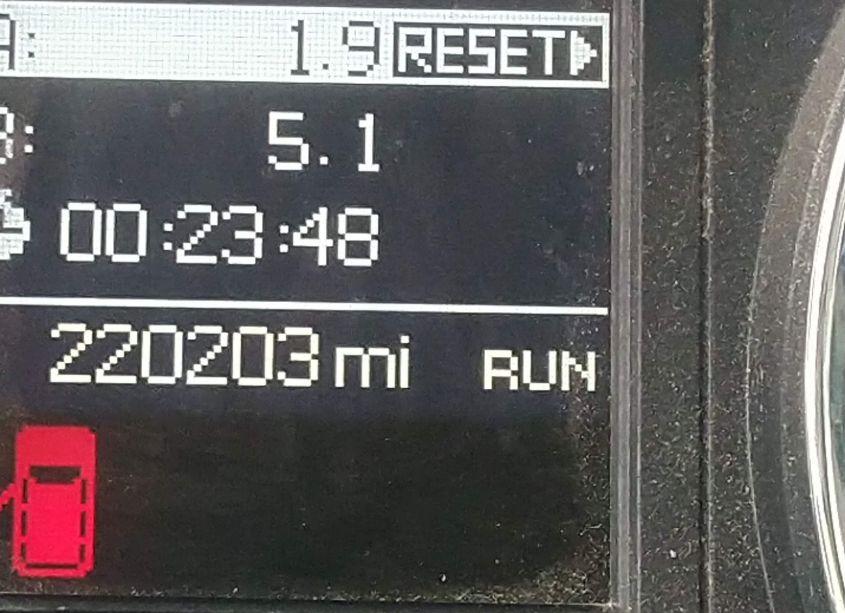 A: 1.9 RESET
B: 5.1
00:23:48
220203 mi RUN